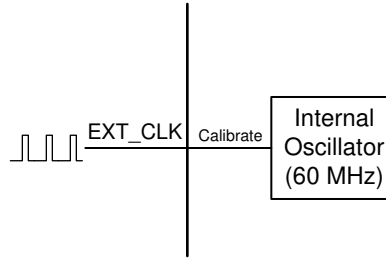 EXT_CLK
Calibrate
Internal
Oscillator
(60 MHz)